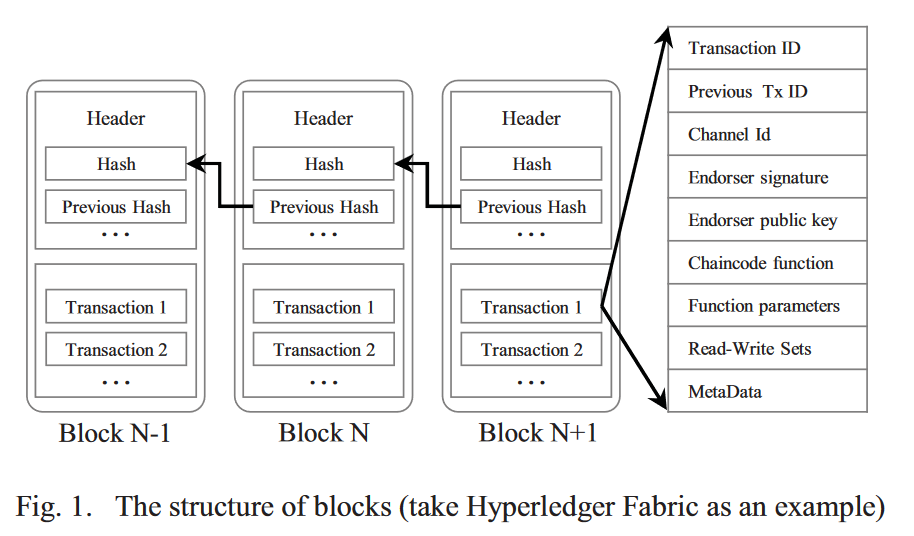 Header
Hash
Previous Hash
...
Transaction 1
Transaction 2
...
Block N-1
Header
Hash
Previous Hash
...
Transaction 1
Transaction 2
...
Block N
Header
Hash
Previous Hash
...
Transaction 1
Transaction 2
...
Block N+1
Transaction ID
Previous Tx ID
Channel Id
Endorser signature
Endorser public key
Chaincode function
Function parameters
Read-Write Sets
MetaData
Fig. 1. The structure of blocks (take Hyperledger Fabric as an example)